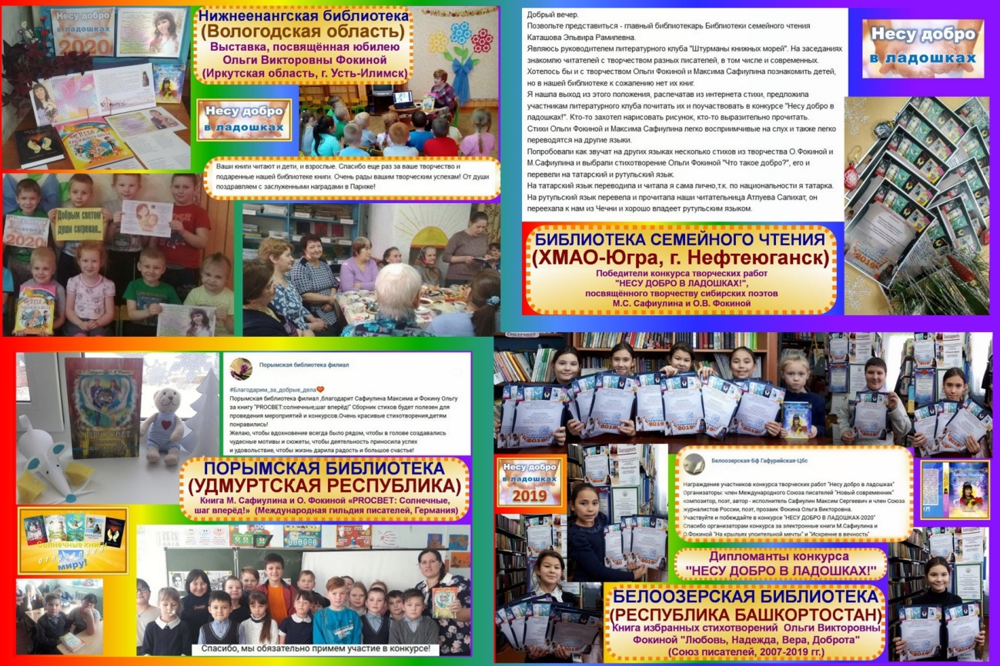 Несу добро
в ладошках
2020
Нижнеенангская библиотека
(Вологодская область)
Выставка, посвящённая юбилею
Ольги Викторовны Фокиной
(Иркутская область, г. Усть-Илимск)
Несу добро
в ладошках
Ваши книги читают и дети, и взрослые. Спасибо еще раз за ваше творчество и
подаренные нашей библиотеке книги. Очень рады вашим творческим успехам! От души
поздравляем с заслуженными наградами в Париже!
2020
Добрым светом
души согревая...
Добрый вечер.
Позвольте представиться - главный библиотекарь Библиотеки семейного чтения
Каташова Эльвира Рамилевна.
Являюсь руководителем литературного клуба "Штурманы книжных морей". На заседаниях
знакомлю читателей с творчеством разных писателей, в том числе и современных.
Хотелось бы и с творчеством Ольги Фокиной и Максима Сафиулина познакомить детей,
но в нашей библиотеке к сожалению нет их книг.
Я нашла выход из этого положения, распечатав из интернета стихи, предложила
участникам литературного клуба почитать их и поучаствовать в конкурсе "Несу добро в
ладошках!". Кто-то захотел нарисовать рисунок, кто-то выразительно прочитать.
Стихи Ольги Фокиной и Максима Сафиулина легко восприимчивые на слух и также легко
переводятся на другие языки.
Попробовали как звучат на других языках несколько стихов из творчества О.Фокиной и
М.Сафиулина и выбрали стихотворение Ольги Фокиной "Что такое добро?", его и
перевели на татарский и рутульский язык.
На татарский язык переводила и читала я сама лично,т.к. по национальности я татарка.
На рутульский язык перевела и прочитала наши читательница Атлуева Салихат, он
переехала к нам из Чечни и хорошо владеет рутульским языком.
Несу добро
в ладошках
БИБЛИОТЕКА СЕМЕЙНОГО ЧТЕНИЯ
(ХМАО-Югра, г. Нефтеюганск)
Победители конкурса творческих работ
"НЕСУ ДОБРО В ЛАДОШКАХ!",
посвящённого творчеству сибирских поэтов
М.С. Сафиулина и О.В. Фокиной
Порымская библиотека филиал
#Благодарим_за_добрые_дела
Порымская библиотека филиал ,благодарит Сафиулина Максима и Фокину Ольгу
за книгу "PROСВЕТ:солнечные,шаг вперёд!" Сборник стихов будет полезен для
проведения мероприятий и конкурсов.Очень красивые стихотворения,детям
понравились!
Желаю, чтобы вдохновение всегда было рядом, чтобы в голове создавались
чудесные мотивы и сюжеты, чтобы деятельность приносила успех
и удовольствие, чтобы жизнь дарила радость и большое счастье!
ПОРЫМСКАЯ БИБЛИОТЕКА
(УДМУРТСКАЯ РЕСПУБЛИКА)
Книга М. Сафиулина и О. Фокиной «PROСВЕТ: Солнечные,
шаг вперёд!» (Международная гильдия писателей, Германия)
Солнечные книги
миру!
Спасибо, мы обязательно примем участие в конкурсе!
2019
Несу добро
в ладошках
2019
Белоозерская-Бф Гафурийская-Цбс
Награждение участников конкурса творческих работ "Несу добро в ладошках"
Организаторы: член Международного Союза писателей "Новый современник"
композитор, поэт, автор - исполнитель Сафиулин Максим Сергеевич и член Союза
журналистов России, поэт, прозаик Фокина Ольга Викторовна.
Участвуйте и побеждайте в конкурсе "НЕСУ ДОБРО В ЛАДОШКАХ-2020"
Спасибо организаторам конкурса за электронные книги М.Сафиулина и
О.Фокиной "На крыльях упоительной мечты" и "Искренне в вечность"
Дипломанты конкурса
"НЕСУ ДОБРО В ЛАДОШКАХ!"
БЕЛООЗЕРСКАЯ БИБЛИОТЕКА
(РЕСПУБЛИКА БАШКОРТОСТАН)
Книга избранных стихотворений Ольги Викторовны
Фокиной "Любовь, Надежда, Вера, Доброта"
(Союз писателей, 2007-2019 гг.)